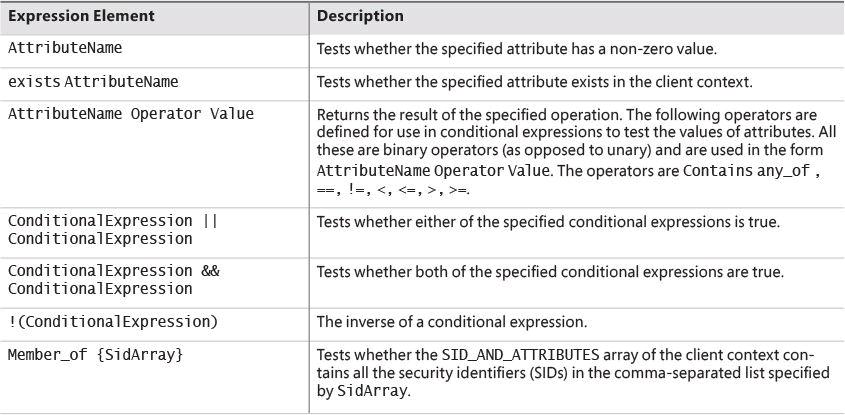 Expression Element Description
AttributeName Tests whether the specified attribute has a non-zero value.
exists AttributeName Tests whether the specified attribute exists in the client context.
AttributeName Operator Value Returns the result of the specified operation. The following operators are
defined for use in conditional expressions to test the values of attributes. All
these are binary operators (as opposed to unary) and are used in the form
AttributeName Operator Value. The operators are Contains any_of ,
==, !=, <, <=, >, >=.
ConditionalExpression || Tests whether either of the specified conditional expressions is true.
ConditionalExpression
ConditionalExpression && Tests whether both of the specified conditional expressions are true.
ConditionalExpression
!(ConditionalExpression) The inverse of a conditional expression.
Member_of {SidArray} Tests whether the SID_AND_ATTRIBUTES array of the client context con-
tains all the security identifiers (SIDs) in the comma-separated list specified
by SidArray.